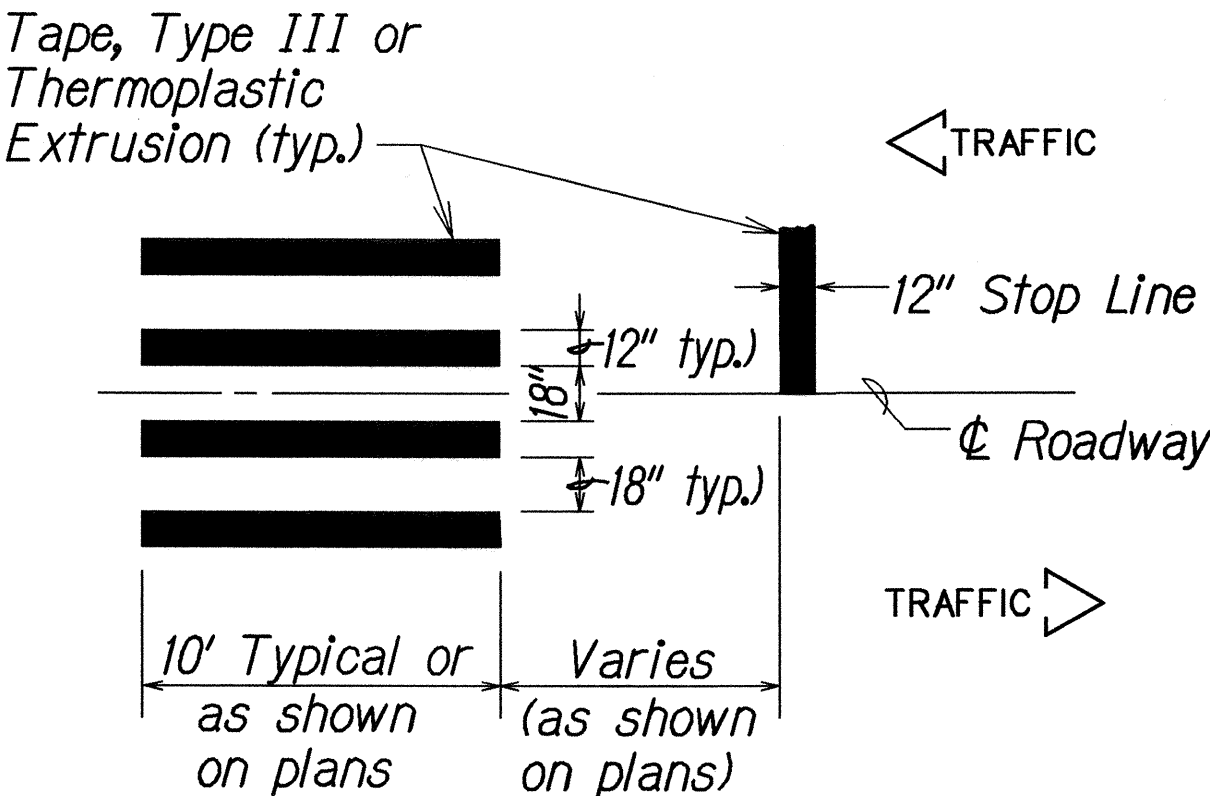 Tape, Type III or
Thermoplastic
Extrusion (typ.)
TRAFFIC
12" Stop Line
12" typ.)
18"
℄ Roadway
18" typ.)
TRAFFIC
10' Typical or
as shown
on plans
Varies
(as shown
on plans)